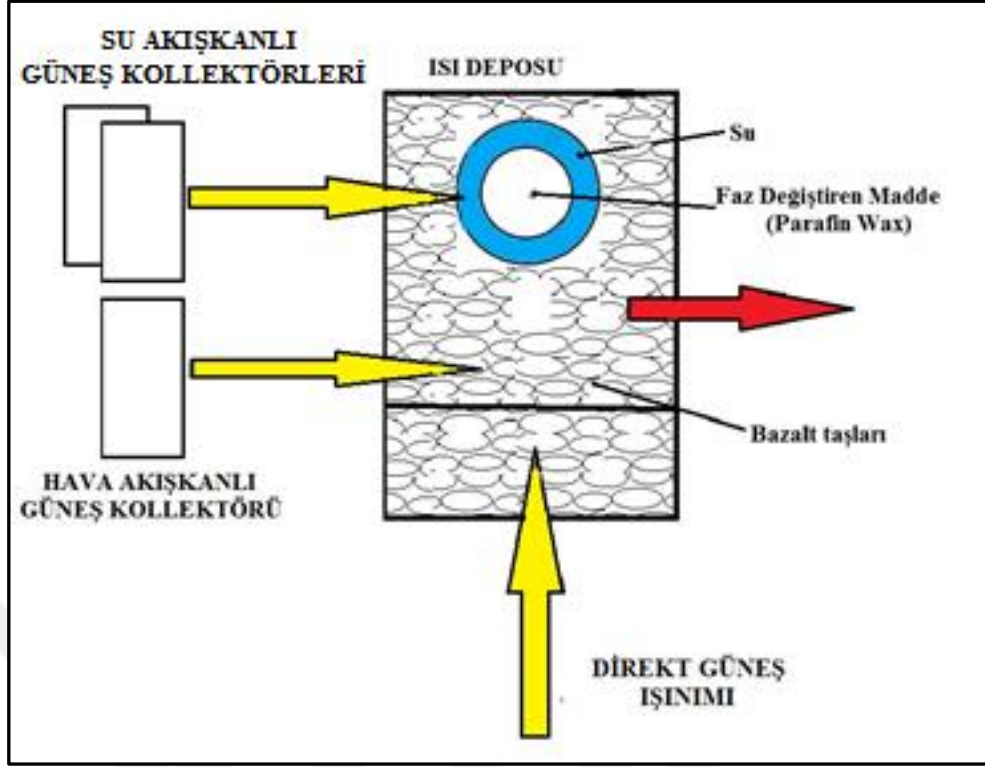 SU AKIŞKANLI
GÜNEŞ KOLLEKTÖRLERİ
ISI DEPOSU
Su
Faz Değiştiren Madde
(Parafin Wax)
Bazalt taşları
HAVA AKIŞKANLI
GÜNEŞ KOLLEKTÖRÜ
DİREKT GÜNEŞ
IŞINIMI